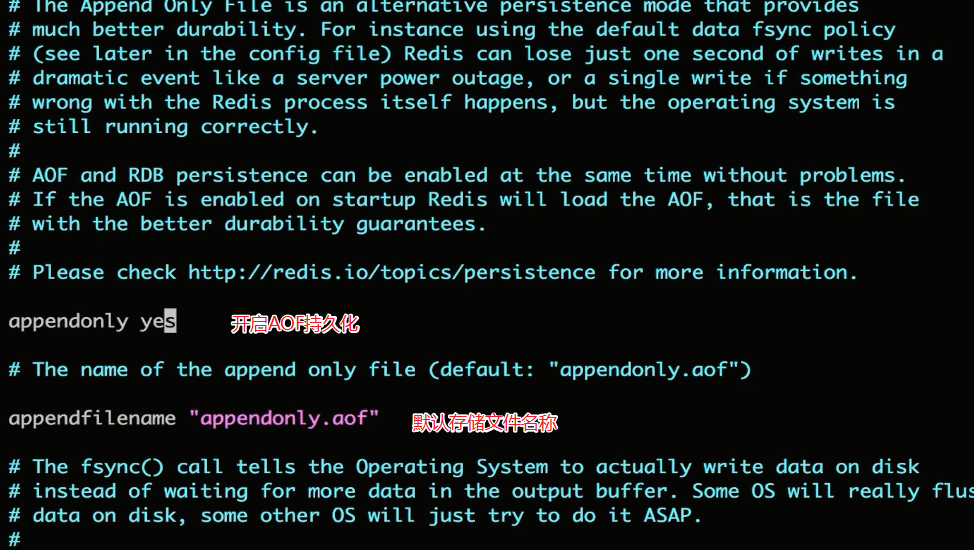 # The Append Only File is an alternative persistence mode that provides
# much better durability. For instance using the default data fsync policy
# (see later in the config file) Redis can lose just one second of writes in a
# dramatic event like a server power outage, or a single write if something
# wrong with the Redis process itself happens, but the operating system is
# still running correctly.
#
# AOF and RDB persistence can be enabled at the same time without problems.
# If the AOF is enabled on startup Redis will load the AOF, that is the file
# with the better durability guarantees.
#
# Please check http://redis.io/topics/persistence for more information.
appendonly yes 开启AOF持久化
# The name of the append only file (default: "appendonly.aof")
appendfilename "appendonly.aof" 默认存储文件名称
# The fsync() call tells the Operating System to actually write data on disk
# instead of waiting for more data in the output buffer. Some OS will really flus
# data on disk, some other OS will just try to do it ASAP.
#